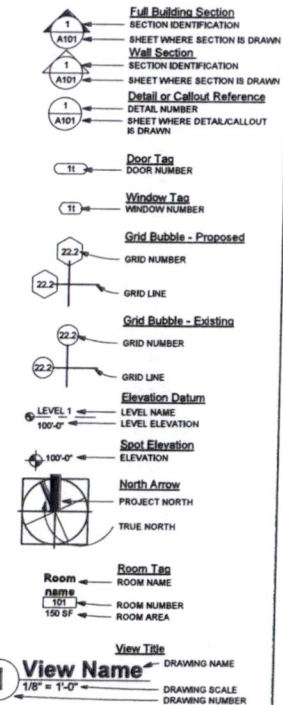 Full Building Section
1
SECTION IDENTIFICATION
A101
SHEET WHERE SECTION IS DRAWN
Wall Section
1
SECTION IDENTIFICATION
A101
SHEET WHERE SECTION IS DRAWN
Detail or Callout Reference
1
DETAIL NUMBER
A101
SHEET WHERE DETAIL/CALLOUT
IS DRAWN
Door Tag
1t
DOOR NUMBER
Window Tag
1t
WINDOW NUMBER
Grid Bubble - Proposed
22.2
GRID NUMBER
22.2
GRID LINE
Grid Bubble - Existing
22.2
GRID NUMBER
22.2
GRID LINE
Elevation Datum
LEVEL 1
LEVEL NAME
100'-0"
LEVEL ELEVATION
Spot Elevation
100'-0"
ELEVATION
North Arrow
PROJECT NORTH
TRUE NORTH
Room Tag
Room
name
ROOM NAME
101
ROOM NUMBER
150 SF
ROOM AREA
View Title
1
View Name
DRAWING NAME
1/8" = 1'-0"
DRAWING SCALE
DRAWING NUMBER